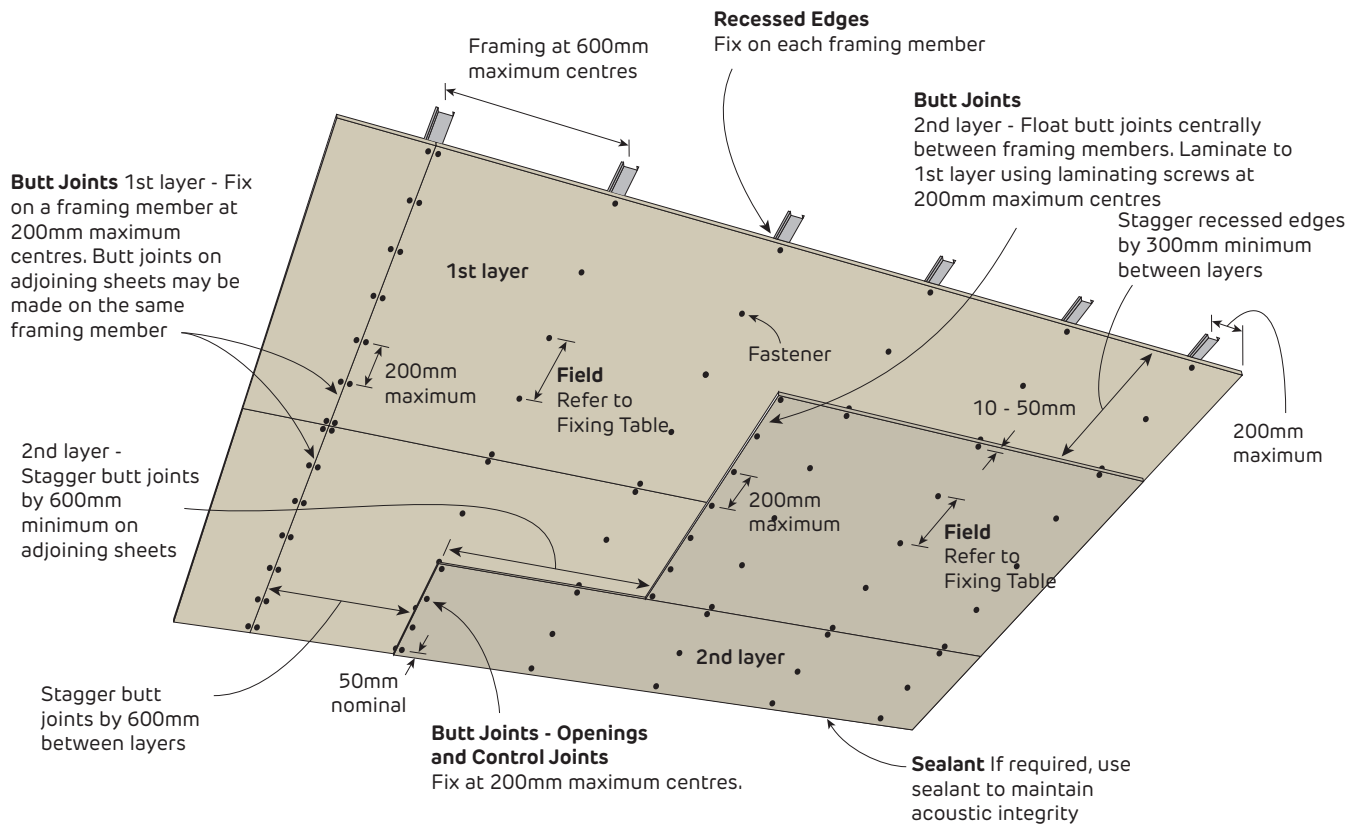 Recessed Edges
Fix on each framing member
Framing at 600mm
maximum centres
Butt Joints
2nd layer - Float butt joints centrally
between framing members. Laminate to
1st layer using laminating screws at
200mm maximum centres
Butt Joints 1st layer - Fix
on a framing member at
200mm maximum
centres. Butt joints on
adjoining sheets may be
made on the same
framing member
Stagger recessed edges
by 300mm minimum
between layers
1st layer
Fastener
200mm
maximum
Field
Refer to
Fixing Table
10 - 50mm
200mm
maximum
2nd layer -
Stagger butt joints
by 600mm
minimum on
adjoining sheets
200mm
maximum
Field
Refer to
Fixing Table
2nd layer
50mm
nominal
Stagger butt
joints by 600mm
between layers
Butt Joints - Openings
and Control Joints
Fix at 200mm maximum centres.
Sealant If required, use
sealant to maintain
acoustic integrity